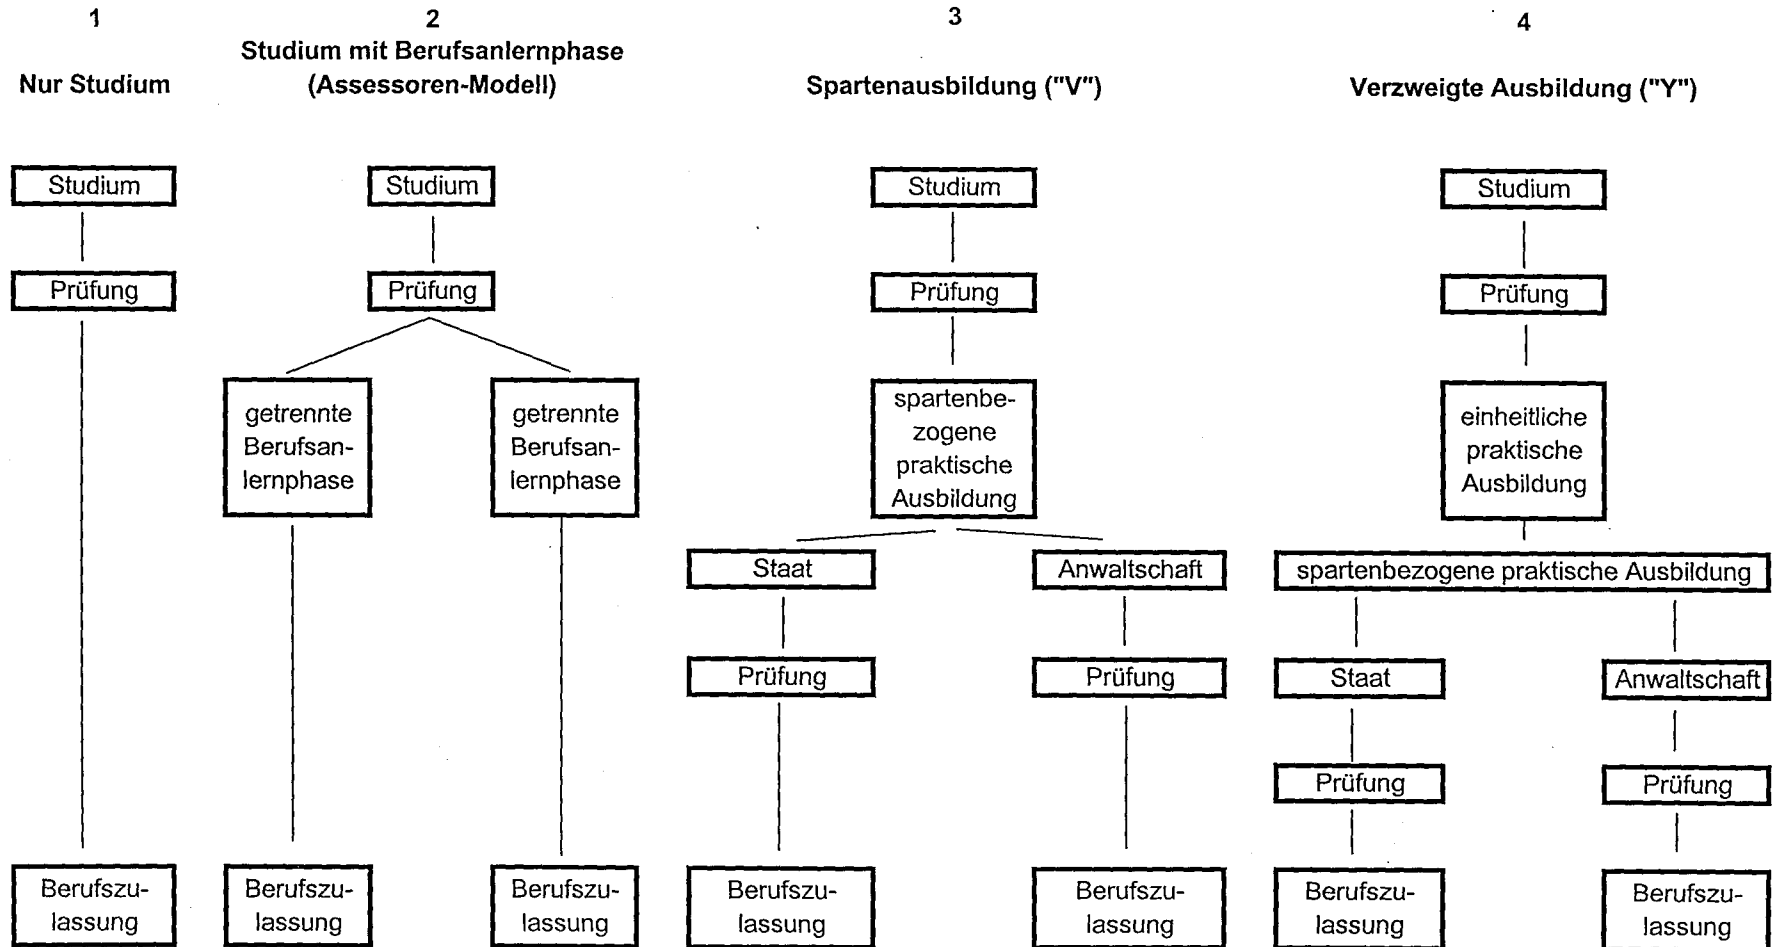 1
Nur Studium
Studium
Prüfung
Berufszu-
lassung
2
Studium mit Berufsanlernphase
(Assessoren-Modell)
Studium
Prüfung
getrennte
Berufsan-
lernphase
getrennte
Berufsan-
lernphase
Berufszu-
lassung
Berufszu-
lassung
3
Spartenausbildung ("V")
Studium
Prüfung
spartenbe-
zogene
praktische
Ausbildung
Staat
Anwaltschaft
Prüfung
Prüfung
Berufszu-
lassung
Berufszu-
lassung
4
Verzweigte Ausbildung ("Y")
Studium
Prüfung
einheitliche
praktische
Ausbildung
spartenbezogene praktische Ausbildung
Staat
Anwaltschaft
Prüfung
Prüfung
Berufszu-
lassung
Berufszu-
lassung